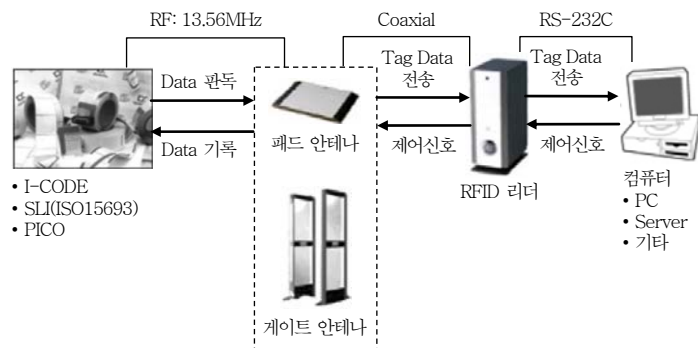 RF: 13.56MHz
Coaxial
RS-232C
Data 판독
Data 기록
Tag Data
전송
제어신호
Tag Data
전송
제어신호
패드 안테나
RFID 리더
게이트 안테나
• I-CODE
• SLI(ISO15693)
• PICO
컴퓨터
• PC
• Server
• 기타